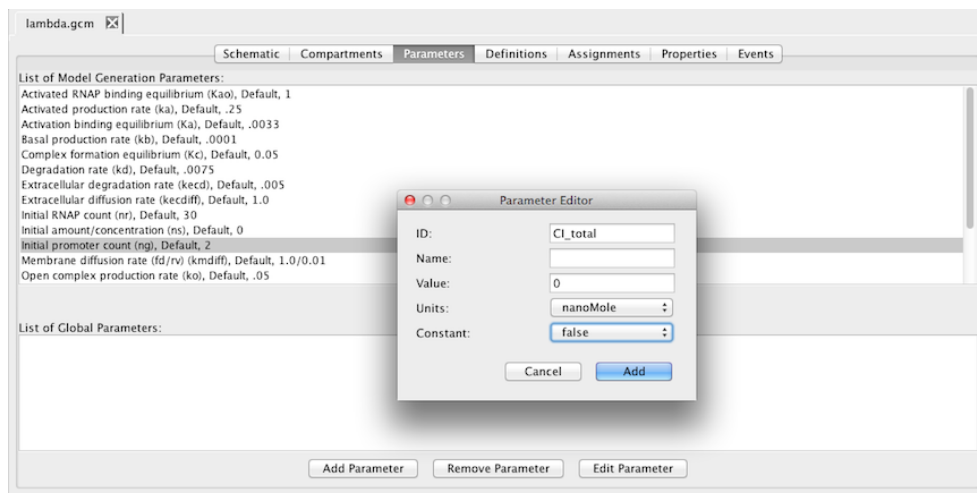 lambda.gcm
Schematic Compartments Parameters Definitions Assignments Properties Events
List of Model Generation Parameters:
Activated RNAP binding equilibrium (Kao), Default, 1
Activated production rate (ka), Default, .25
Activation binding equilibrium (Ka), Default, .0033
Basal production rate (kb), Default, .0001
Complex formation equilibrium (Kc), Default, 0.05
Degradation rate (kd), Default, .0075
Extracellular degradation rate (kecd), Default, .005
Extracellular diffusion rate (kecdiff), Default, 1.0
Initial RNAP count (nr), Default, 30
Initial amount/concentration (ns), Default, 0
Initial promoter count (ng), Default, 2
Membrane diffusion rate (fd/rv) (kmdiff), Default, 1.0/0.01
Open complex production rate (ko), Default, .05
List of Global Parameters:
Add Parameter Remove Parameter Edit Parameter
Parameter Editor
ID: CI_total
Name:
Value: 0
Units: nanoMole
Constant: false
Cancel Add